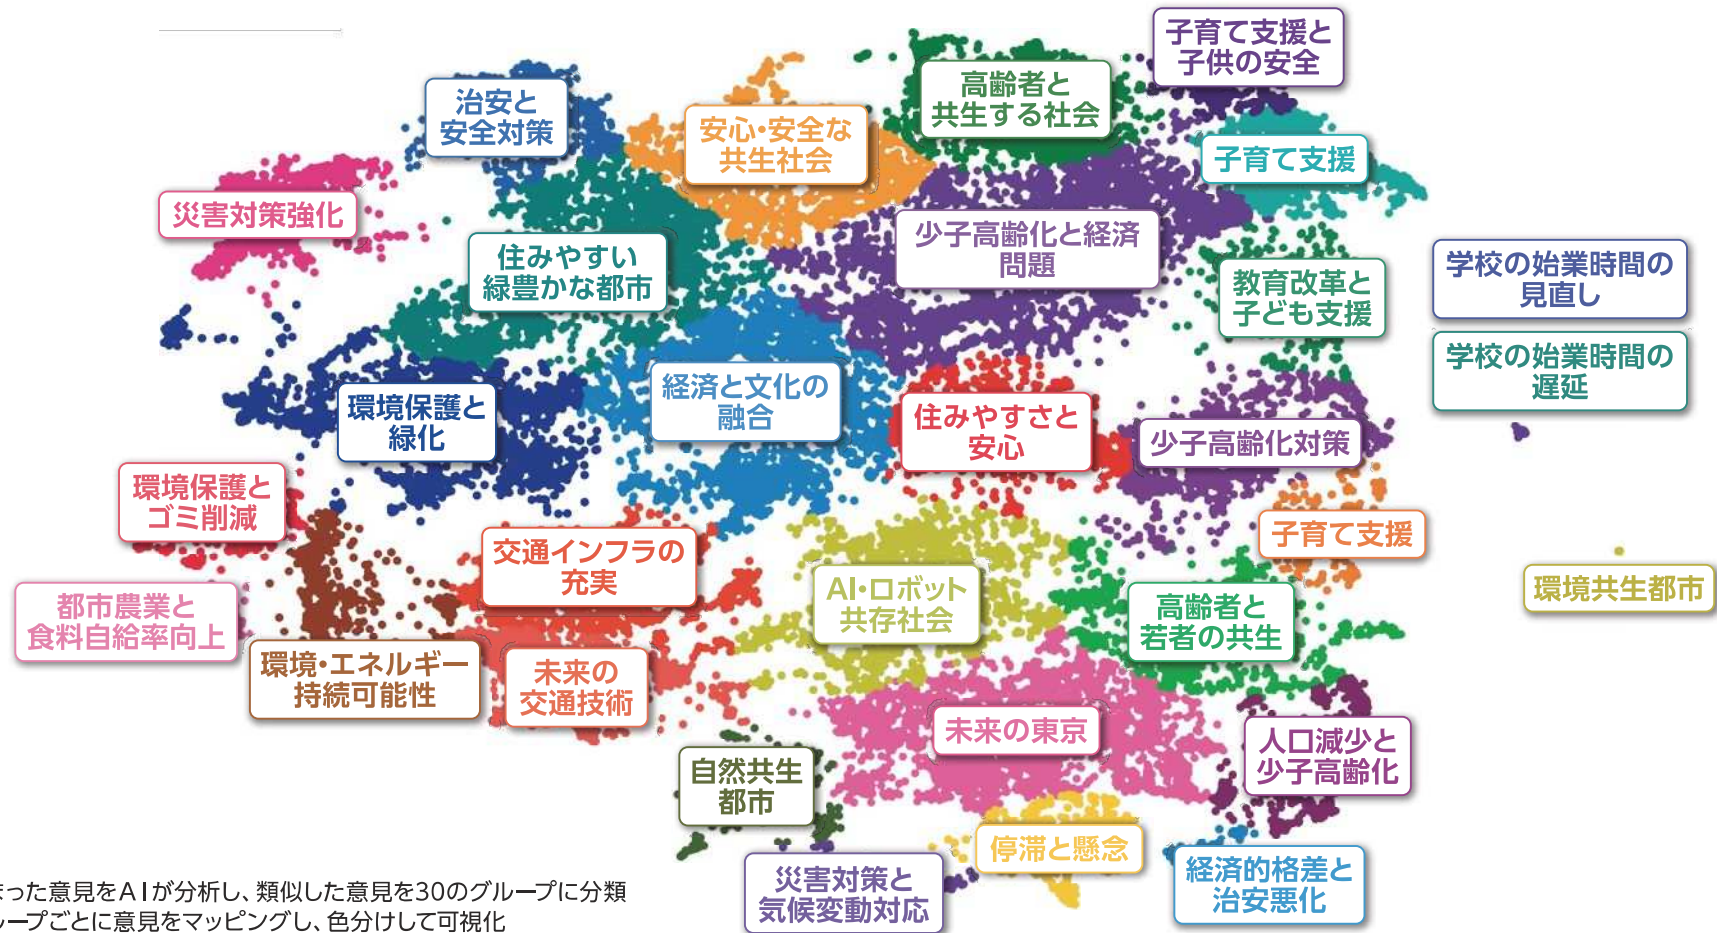 子育て支援と
子供の安全
高齢者と
共生する社会
治安と
安全対策
安心・安全な
共生社会
子育て支援
災害対策強化
少子高齢化と経済
問題
住みやすい
緑豊かな都市
教育改革と
子ども支援
学校の始業時間の
見直し
学校の始業時間の
遅延
経済と文化の
融合
環境保護と
緑化
住みやすさと
安心
少子高齢化対策
環境保護と
ゴミ削減
子育て支援
交通インフラの
充実
AI・ロボット
共存社会
環境共生都市
都市農業と
食料自給率向上
高齢者と
若者の共生
環境・エネルギー
持続可能性
未来の
交通技術
未来の東京
人口減少と
少子高齢化
自然共生
都市
停滞と懸念
災害対策と
気候変動対応
経済的格差と
治安悪化
った意見をAIが分析し、類似した意見を30のグループに分類
ループごとに意見をマッピングし、色分けして可視化